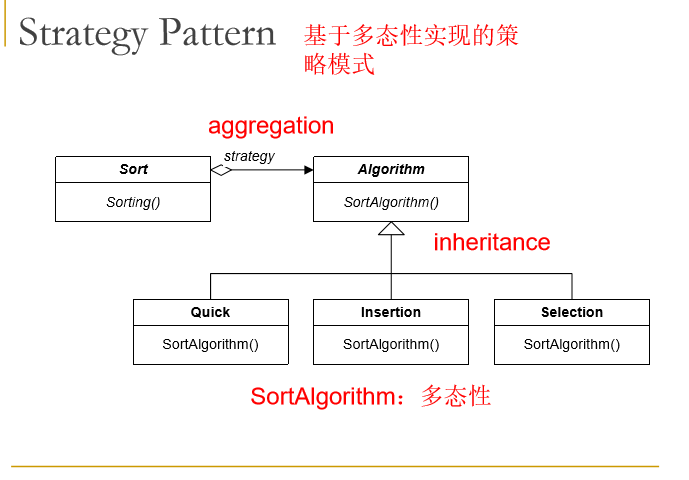 Strategy Pattern
基于多态性实现的策
略模式
aggregation
strategy
Sort
Algorithm
Sorting()
SortAlgorithm()
inheritance
Quick
Insertion
Selection
SortAlgorithm()
SortAlgorithm()
SortAlgorithm()
SortAlgorithm：多态性